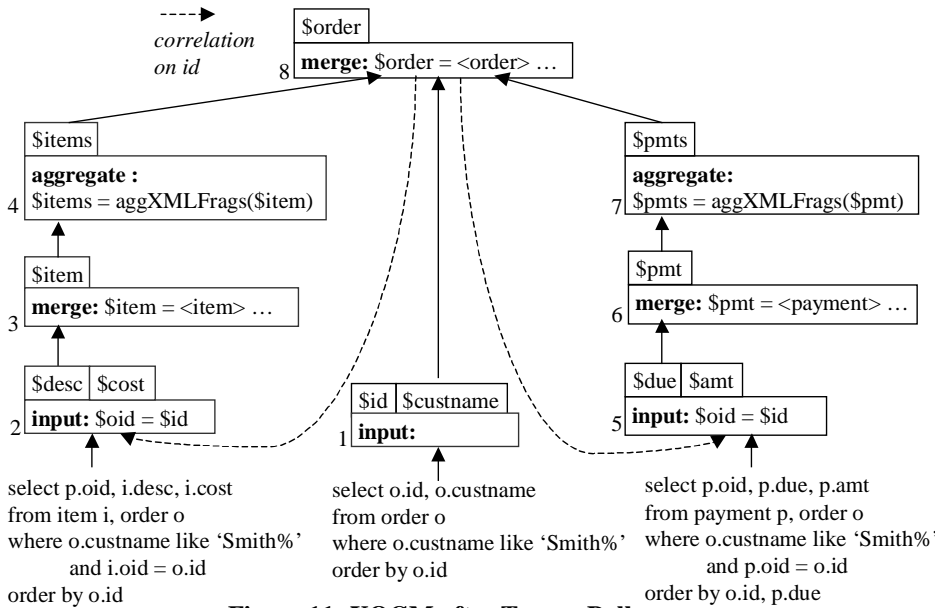 correlation
on id
$order
8 merge: $order = <order> …
$items
aggregate :
4 $items = aggXMLFrags($item)
$pmts
aggregate:
7 $pmts = aggXMLFrags($pmt)
$item
3 merge: $item = <item> …
$pmt
6 merge: $pmt = <payment> …
$desc $cost
2 input: $oid = $id
$id $custname
1 input:
$due $amt
5 input: $oid = $id
select p.oid, i.desc, i.cost
from item i, order o
where o.custname like ‘Smith%’
and i.oid = o.id
order by o.id
select o.id, o.custname
from order o
where o.custname like ‘Smith%’
order by o.id
select p.oid, p.due, p.amt
from payment p, order o
where o.custname like ‘Smith%’
and p.oid = o.id
order by o.id, p.due